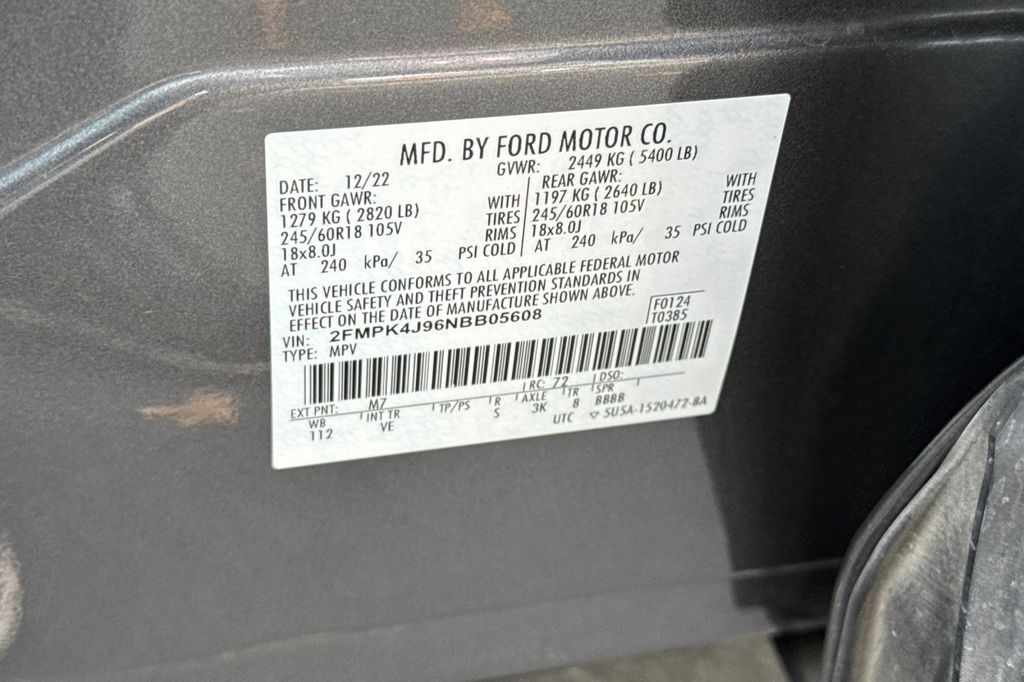 MFD. BY FORD MOTOR CO.
DATE: 12/22 GVWR: 2449 KG ( 5400 LB)
FRONT GAWR: WITH REAR GAWR: WITH
1279 KG ( 2820 LB) TIRES 1197 KG ( 2640 LB) TIRES
245/60R18 105V RIMS 245/60R18 105V RIMS
18x8.0J 18x8.0J
AT 240 kPa/ 35 PSI COLD AT 240 kPa/ 35 PSI COLD
THIS VEHICLE CONFORMS TO ALL APPLICABLE FEDERAL MOTOR
VEHICLE SAFETY AND THEFT PREVENTION STANDARDS IN
EFFECT ON THE DATE OF MANUFACTURE SHOWN ABOVE.
VIN: 2FMPK4J96NBB05608 F0124
TYPE: MPV T0385
EXT PNT: M7 RC: 72 DSO:
WB INT TR TP/PS R AXLE TR SPR
112 VE S 3K 8 BBBB
UTC 5U5A-1520472-BA